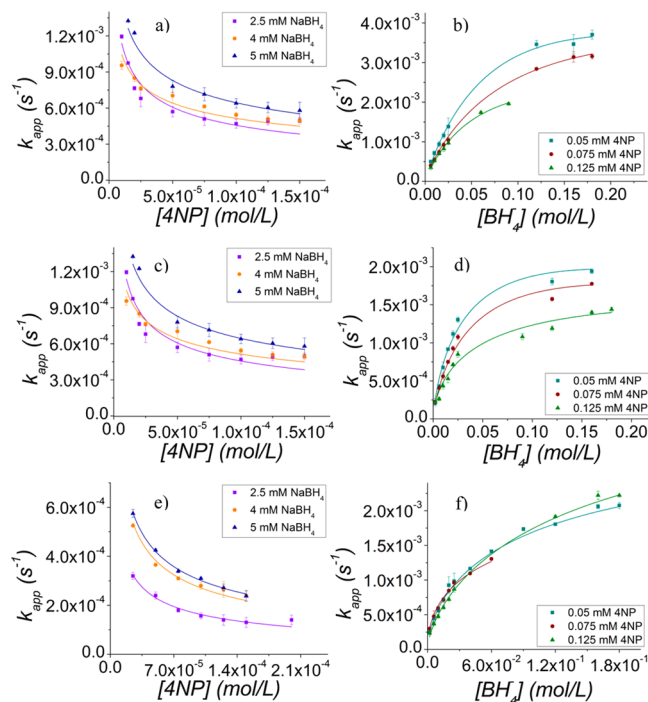 a)
2.5 mM NaBH4
4 mM NaBH4
5 mM NaBH4
1.2x10-3
9.0x10-4
6.0x10-4
3.0x10-4
0.0
kapp (s-1)
0.0 5.0x10-5 1.0x10-4 1.5x10-4
[4NP] (mol/L)
b)
0.05 mM 4NP
0.075 mM 4NP
0.125 mM 4NP
4.0x10-3
3.0x10-3
2.0x10-3
1.0x10-3
0.0
kapp (s-1)
0.00 0.05 0.10 0.15 0.20
[BH4-] (mol/L)
c)
2.5 mM NaBH4
4 mM NaBH4
5 mM NaBH4
1.2x10-3
9.0x10-4
6.0x10-4
3.0x10-4
0.0
kapp (s-1)
0.0 5.0x10-5 1.0x10-4 1.5x10-4
[4NP] (mol/L)
d)
0.05 mM 4NP
0.075 mM 4NP
0.125 mM 4NP
2.0x10-3
1.5x10-3
1.0x10-3
5.0x10-4
0.0
kapp (s-1)
0.00 0.05 0.10 0.15 0.20
[BH4-] (mol/L)
e)
2.5 mM NaBH4
4 mM NaBH4
5 mM NaBH4
6.0x10-4
4.0x10-4
2.0x10-4
0.0
kapp (s-1)
7.0x10-5 1.4x10-4 2.1x10-4
[4NP] (mol/L)
f)
0.05 mM 4NP
0.075 mM 4NP
0.125 mM 4NP
2.0x10-3
1.5x10-3
1.0x10-3
5.0x10-4
0.0
kapp (s-1)
0.0 6.0x10-2 1.2x10-1 1.8x10-1
[BH4-] (mol/L)